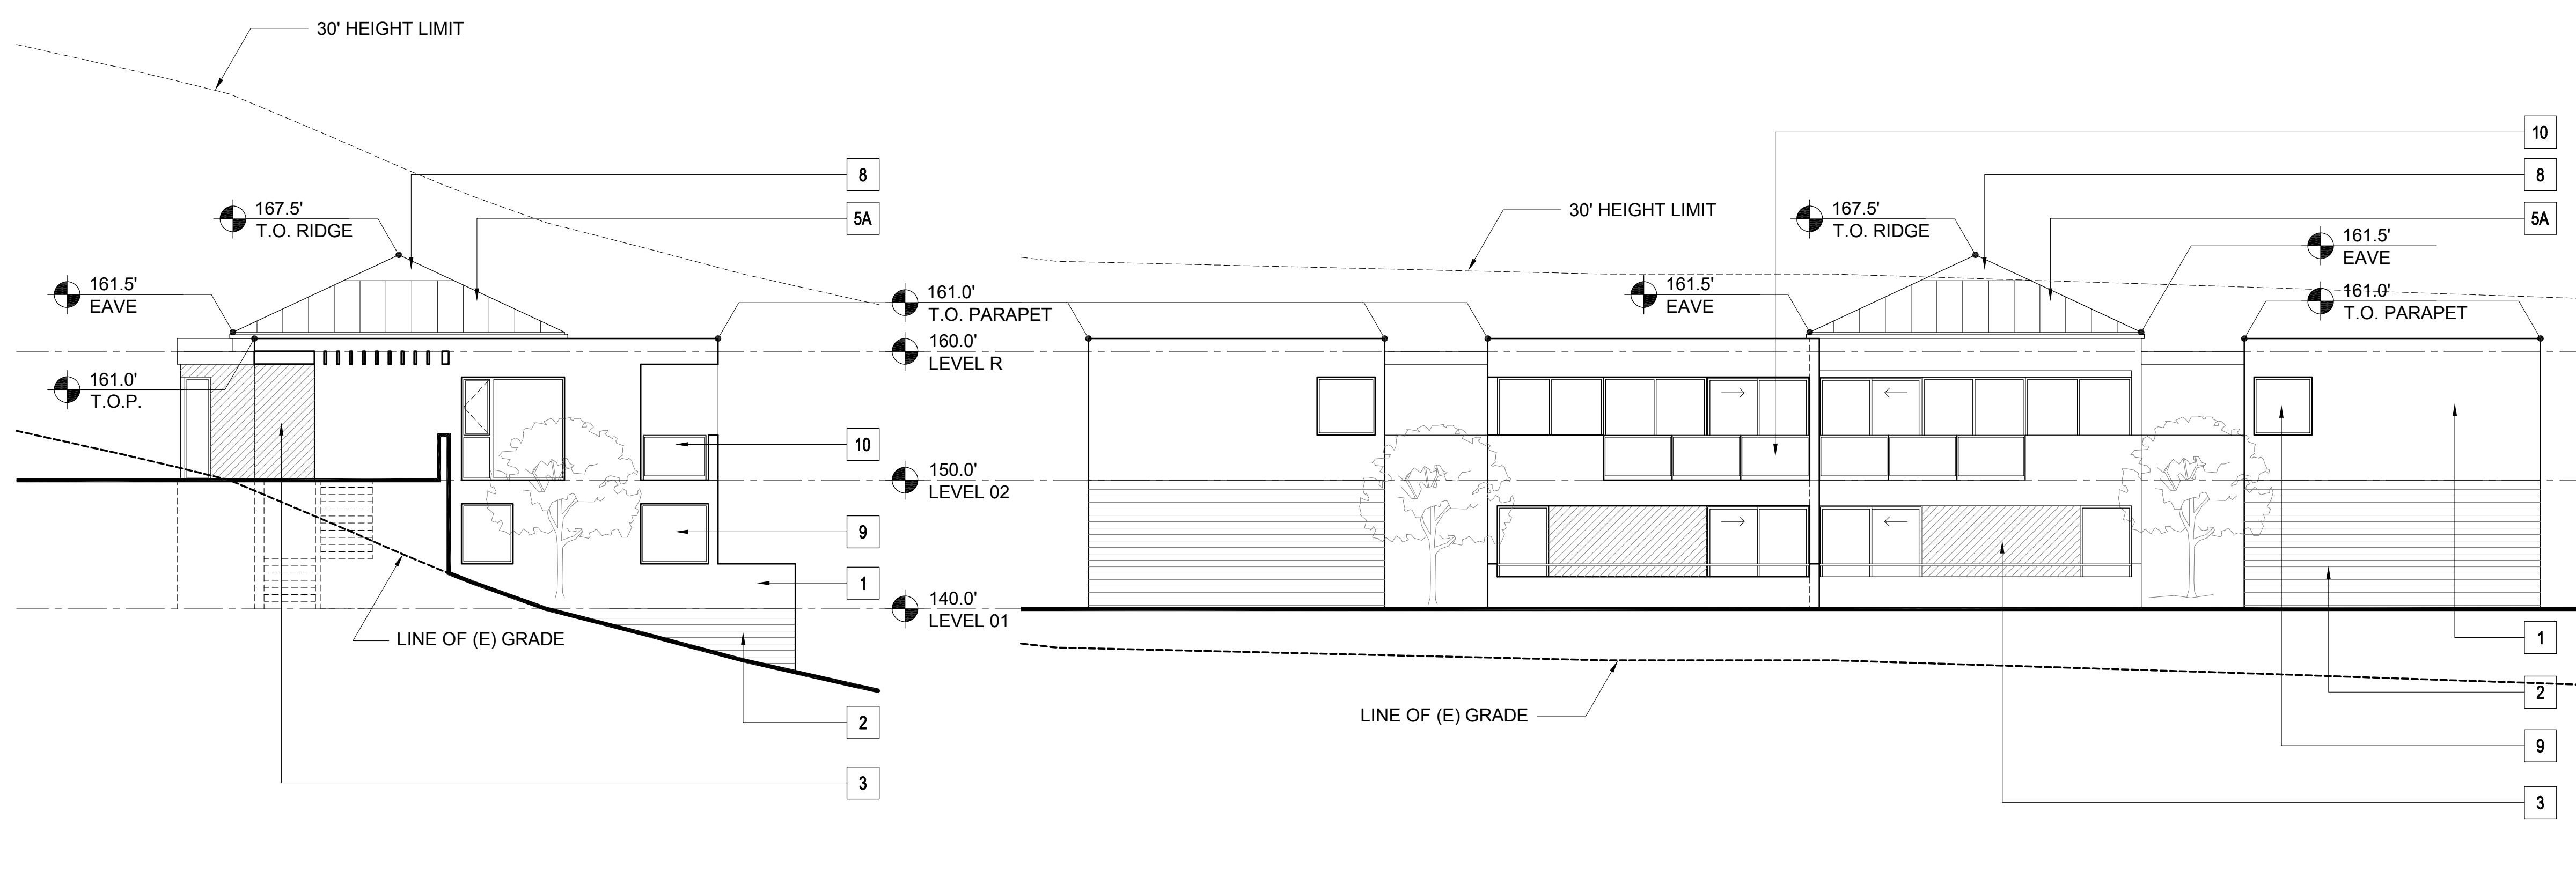 30' HEIGHT LIMIT
8
5A
167.5'
T.O. RIDGE
161.5'
EAVE
161.0'
T.O.P.
10
9
1
LINE OF (E) GRADE
2
3
161.0'
T.O. PARAPET
160.0'
LEVEL R
150.0'
LEVEL 02
140.0'
LEVEL 01
30' HEIGHT LIMIT
167.5'
T.O. RIDGE
161.5'
EAVE
10
8
5A
161.5'
EAVE
161.0'
T.O. PARAPET
LINE OF (E) GRADE
1
2
9
3